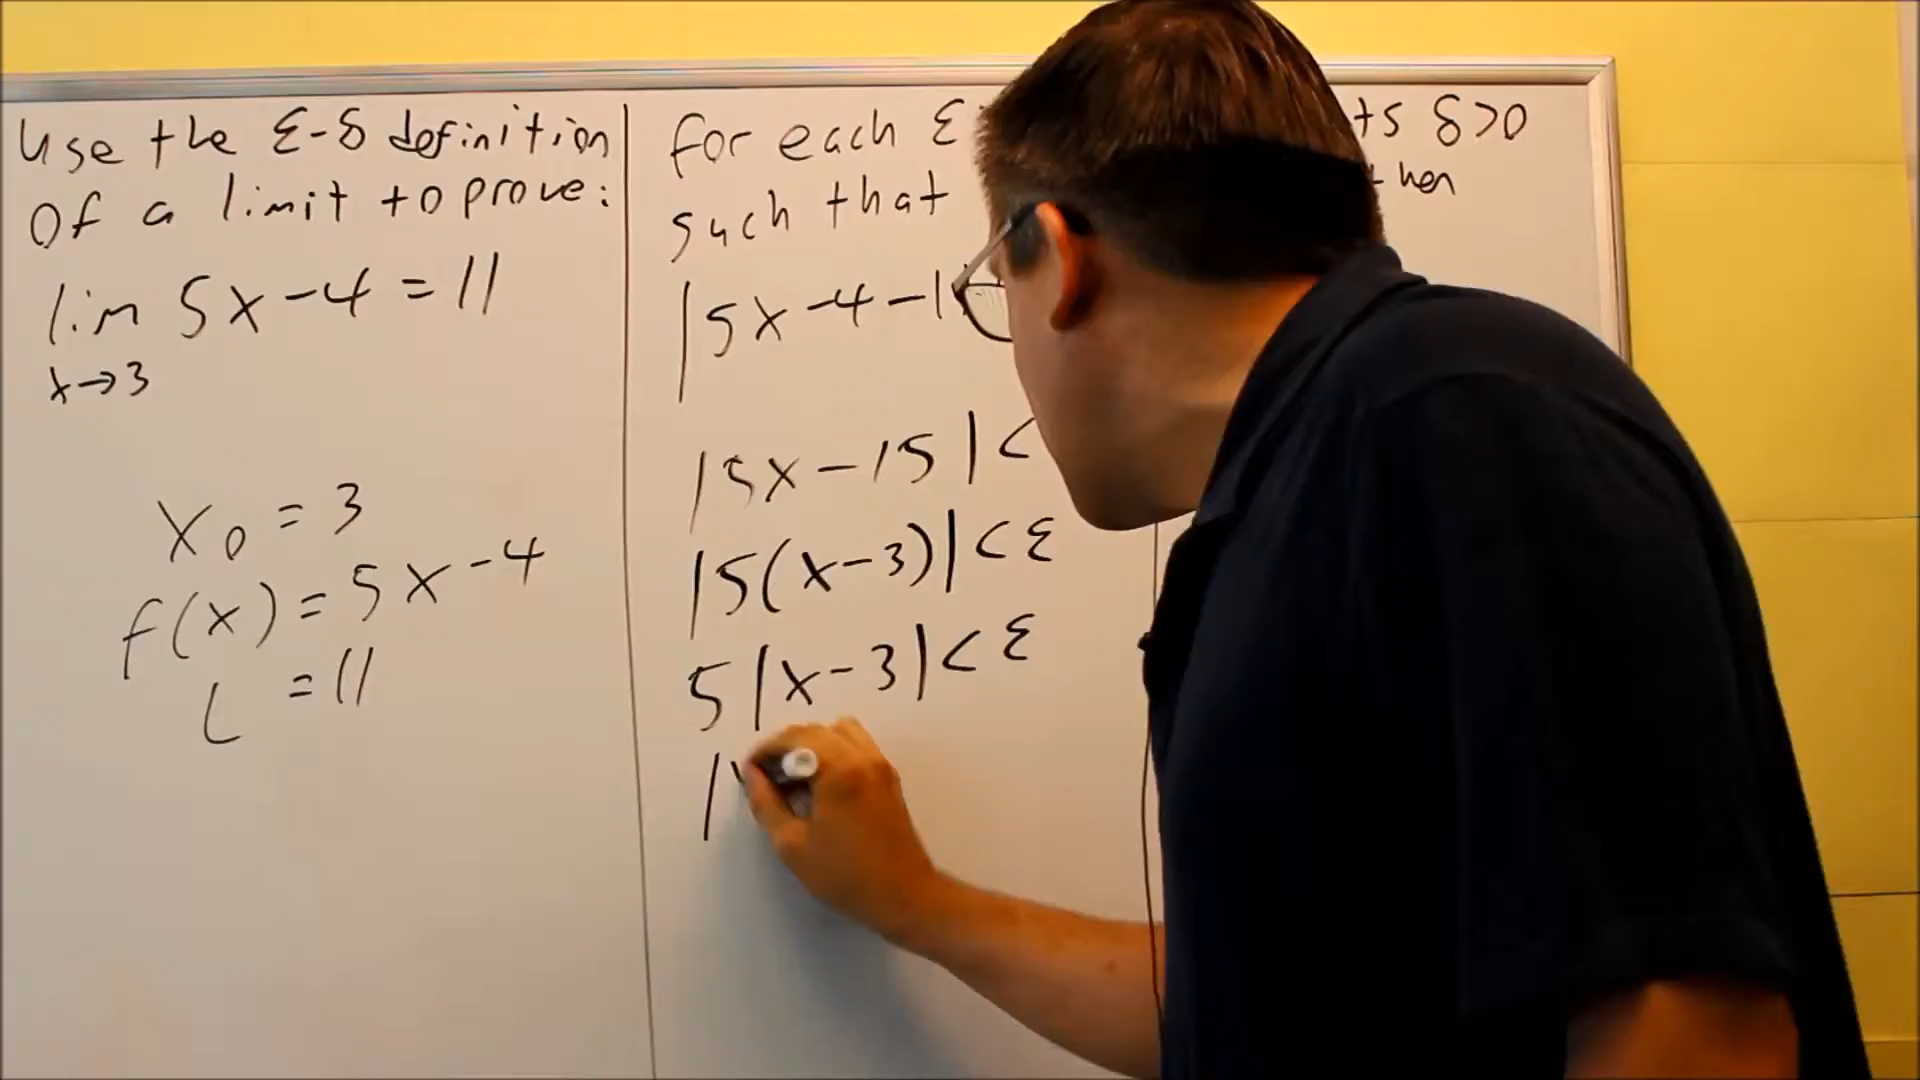 Use the ε-δ definition
of a limit to prove:
lim 5x-4 = 11
x→3
x₀ = 3
f(x) = 5x-4
L = 11
for each ε δ>0
such that then
|5x-4-1
|5x-15|<
|5(x-3)|<ε
5|x-3|<ε
|